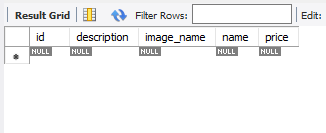 Result Grid Filter Rows: Edit:
id description image_name name price
NULL NULL NULL NULL NULL